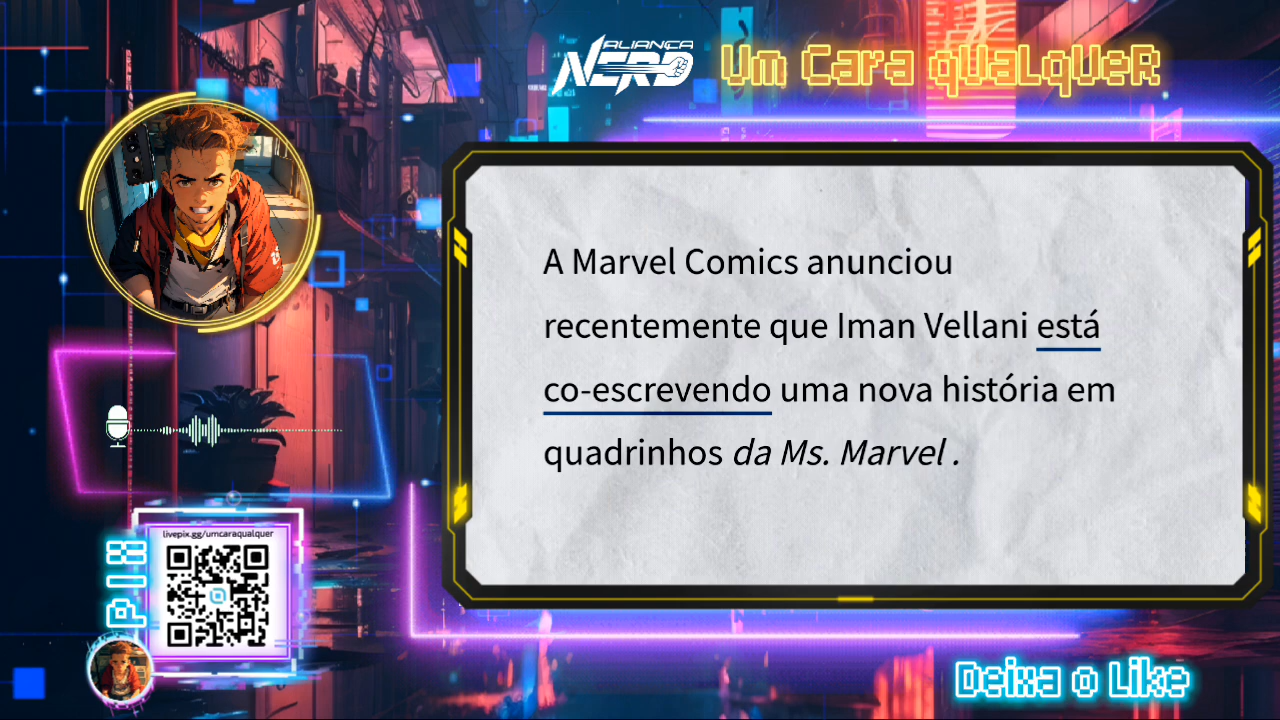 ALIANÇA
NERD
Um Cara qUaLqUeR
A Marvel Comics anunciou
recentemente que Iman Vellani está
co-escrevendo uma nova história em
quadrinhos da Ms. Marvel .
livepix.gg/umcaraqualquer
PIX
Deixa o Like